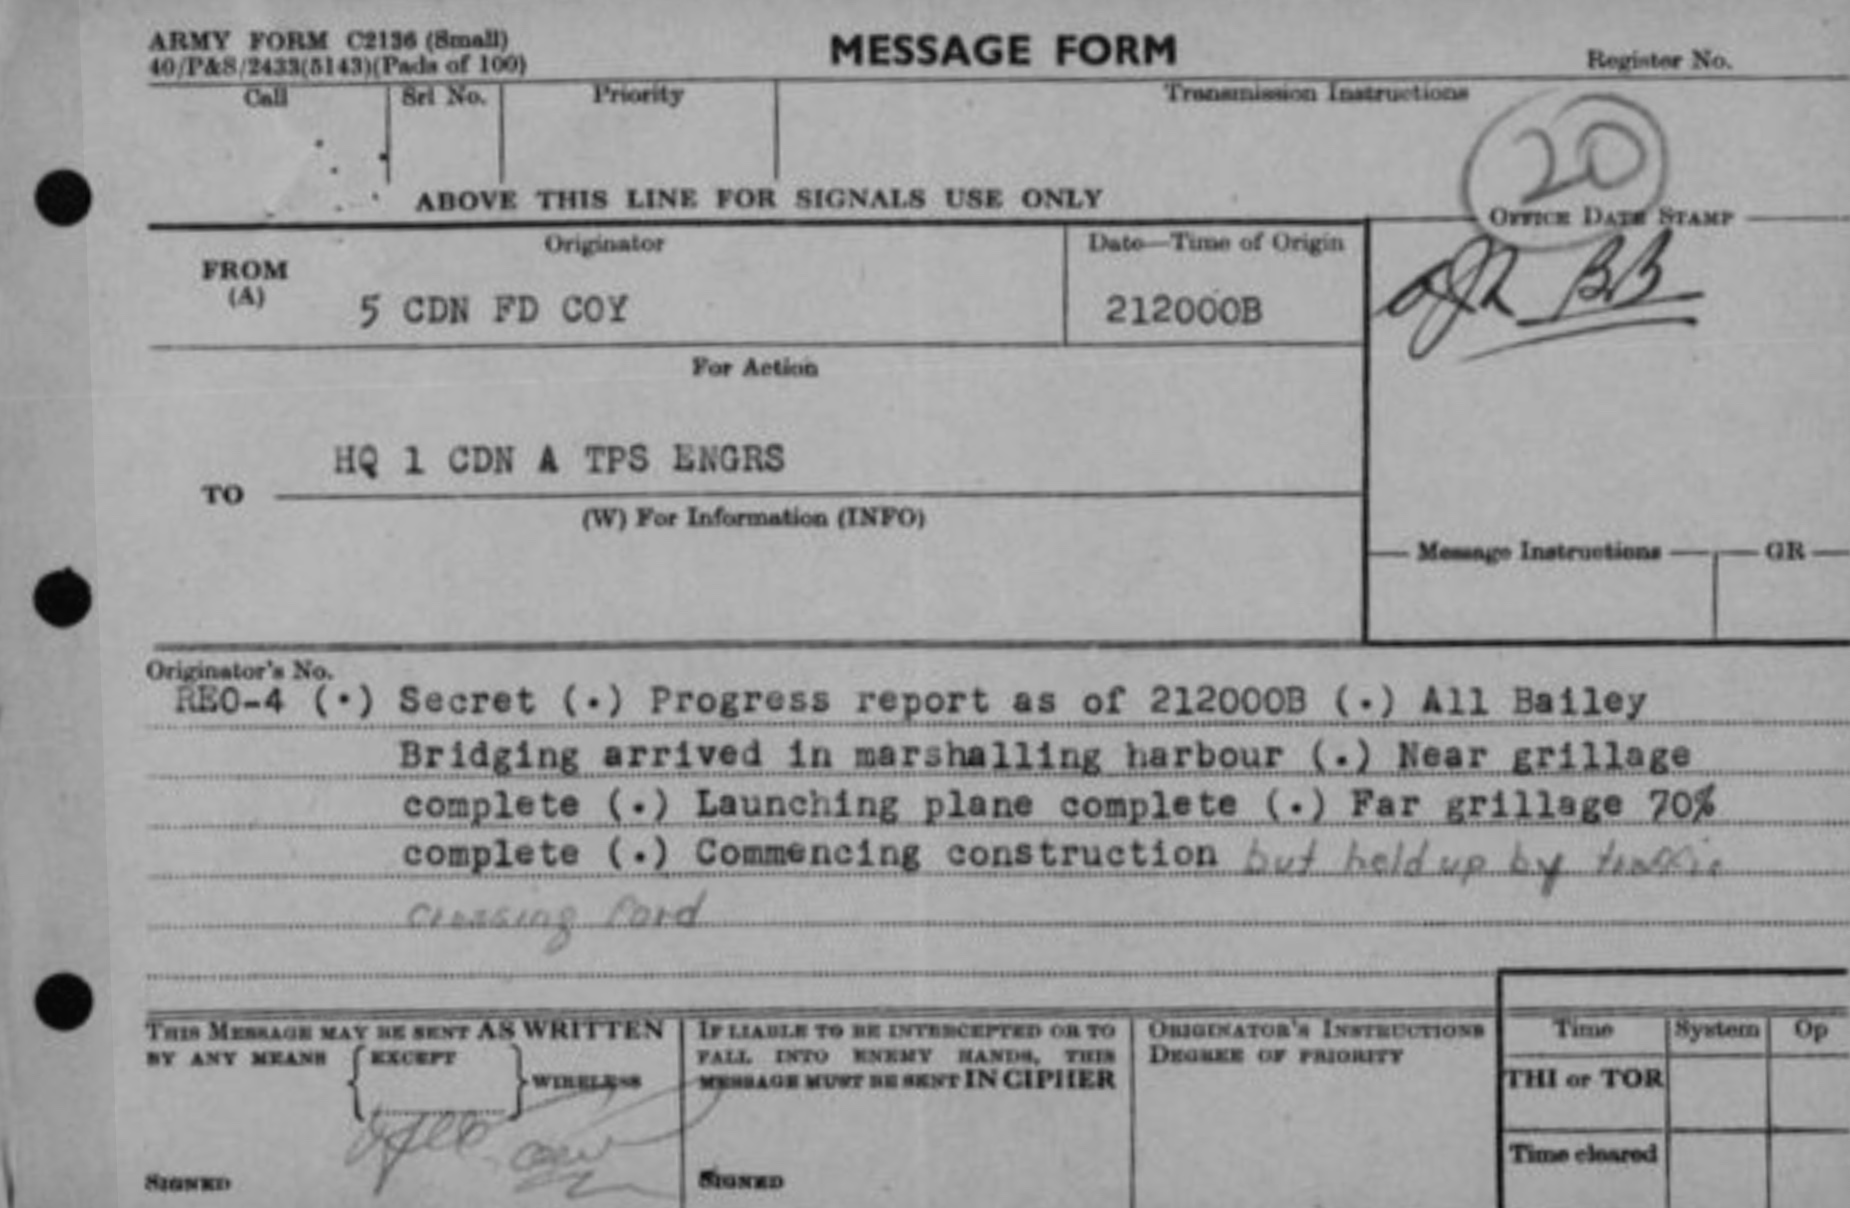 ARMY FORM C2136 (Small)
40/P&S/2433(5143)(Pads of 100)
MESSAGE FORM
Register No.
Call
Srl No.
Priority
Transmission Instructions
20
ABOVE THIS LINE FOR SIGNALS USE ONLY
OFFICE DATE STAMP
FROM
(A)
Originator
Date—Time of Origin
5 CDN FD COY
212000B
BB
For Action
HQ 1 CDN A TPS ENGRS
TO
(W) For Information (INFO)
Message Instructions
GR
Originator's No.
REO-4 (.) Secret (.) Progress report as of 212000B (.) All Bailey
Bridging arrived in marshalling harbour (.) Near grillage
complete (.) Launching plane complete (.) Far grillage 70%
complete (.) Commencing construction but held up by traffic
crossing ford
THIS MESSAGE MAY BE SENT AS WRITTEN
BY ANY MEANS { EXCEPT } WIRELESS
SIGNED
IF LIABLE TO BE INTERCEPTED OR TO
FALL INTO ENEMY HANDS, THIS
MESSAGE MUST BE SENT IN CIPHER
SIGNED
ORIGINATOR'S INSTRUCTIONS
DEGREE OF PRIORITY
Time
System
Op
THI or TOR
Time cleared